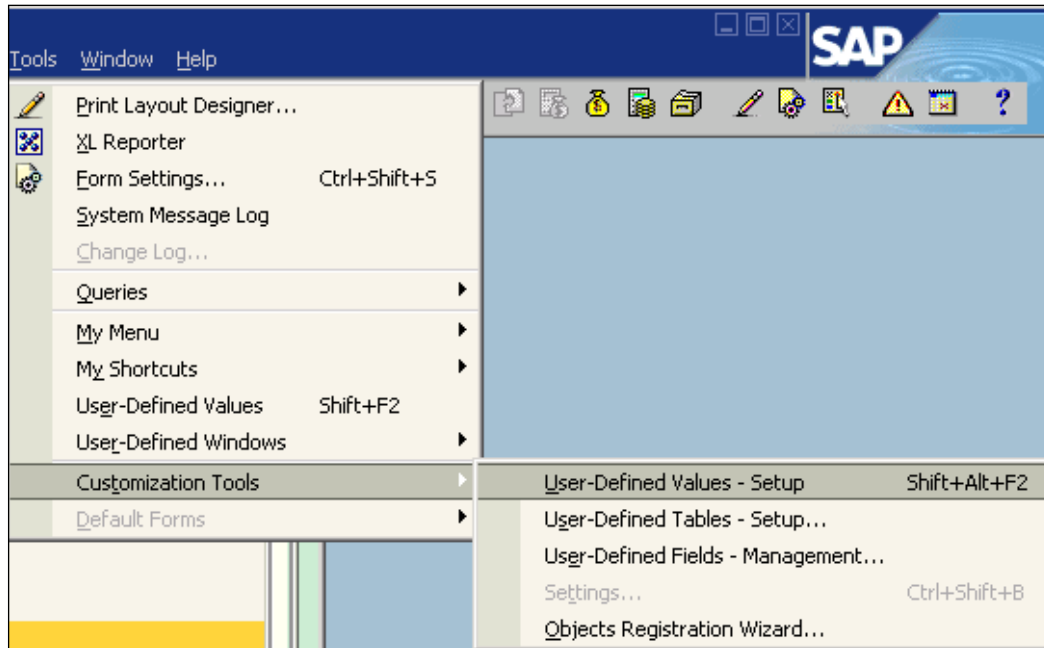 SAP
Tools Window Help
Print Layout Designer...
XL Reporter
Form Settings... Ctrl+Shift+S
System Message Log
Change Log...
Queries
My Menu
My Shortcuts
User-Defined Values Shift+F2
User-Defined Windows
Customization Tools
Default Forms
User-Defined Values - Setup Shift+Alt+F2
User-Defined Tables - Setup...
User-Defined Fields - Management...
Settings... Ctrl+Shift+B
Objects Registration Wizard...